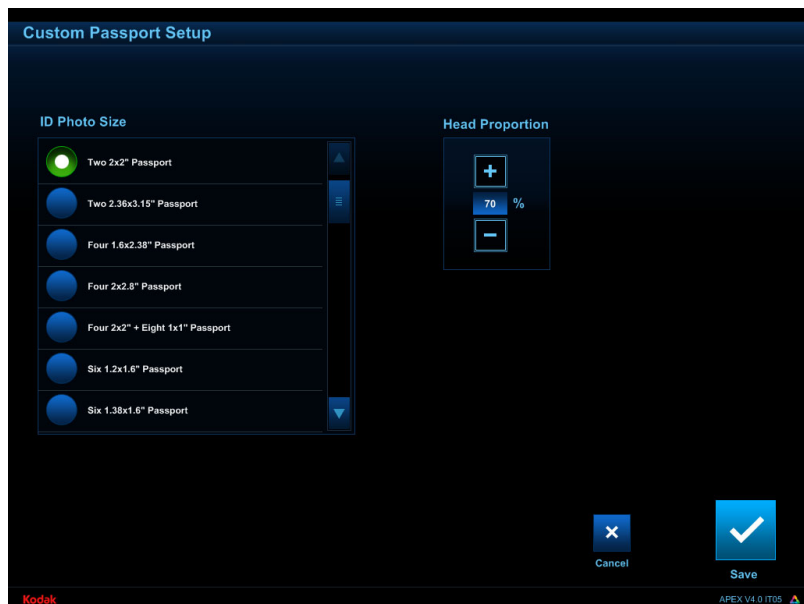 Custom Passport Setup
ID Photo Size
Two 2x2" Passport
Two 2.36x3.15" Passport
Four 1.6x2.38" Passport
Four 2x2.8" Passport
Four 2x2" + Eight 1x1" Passport
Six 1.2x1.6" Passport
Six 1.38x1.6" Passport
Head Proportion
+
70 %
−
Cancel
Save
Kodak
APEX V4.0 IT05